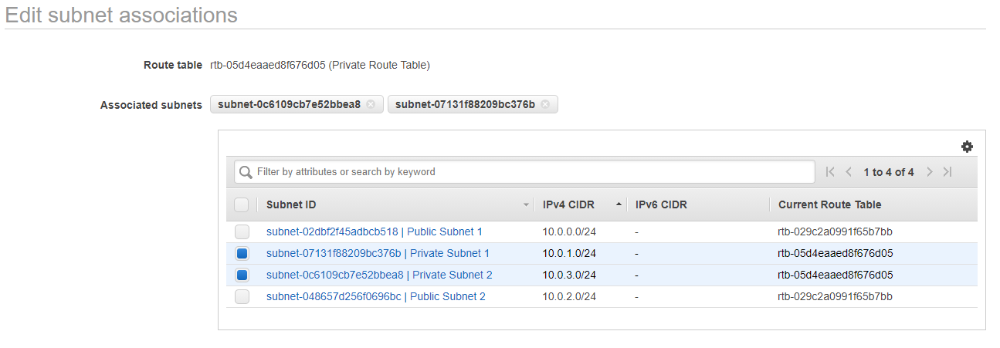 Edit subnet associations
Route table rtb-05d4eaaed8f676d05 (Private Route Table)
Associated subnets subnet-0c6109cb7e52bbea8 subnet-07131f88209bc376b
Filter by attributes or search by keyword 1 to 4 of 4
Subnet ID IPv4 CIDR IPv6 CIDR Current Route Table
subnet-02dbf2f45adbcb518 | Public Subnet 1 10.0.0.0/24 - rtb-029c2a0991f65b7bb
subnet-07131f88209bc376b | Private Subnet 1 10.0.1.0/24 - rtb-05d4eaaed8f676d05
subnet-0c6109cb7e52bbea8 | Private Subnet 2 10.0.3.0/24 - rtb-05d4eaaed8f676d05
subnet-048657d256f0696bc | Public Subnet 2 10.0.2.0/24 - rtb-029c2a0991f65b7bb